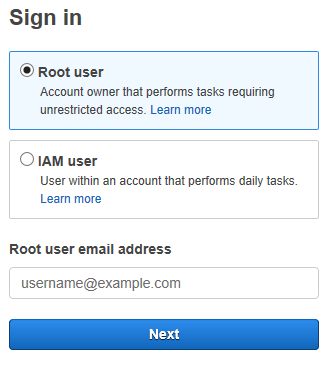 Sign in
Root user
Account owner that performs tasks requiring
unrestricted access. Learn more
IAM user
User within an account that performs daily tasks.
Learn more
Root user email address
username@example.com
Next